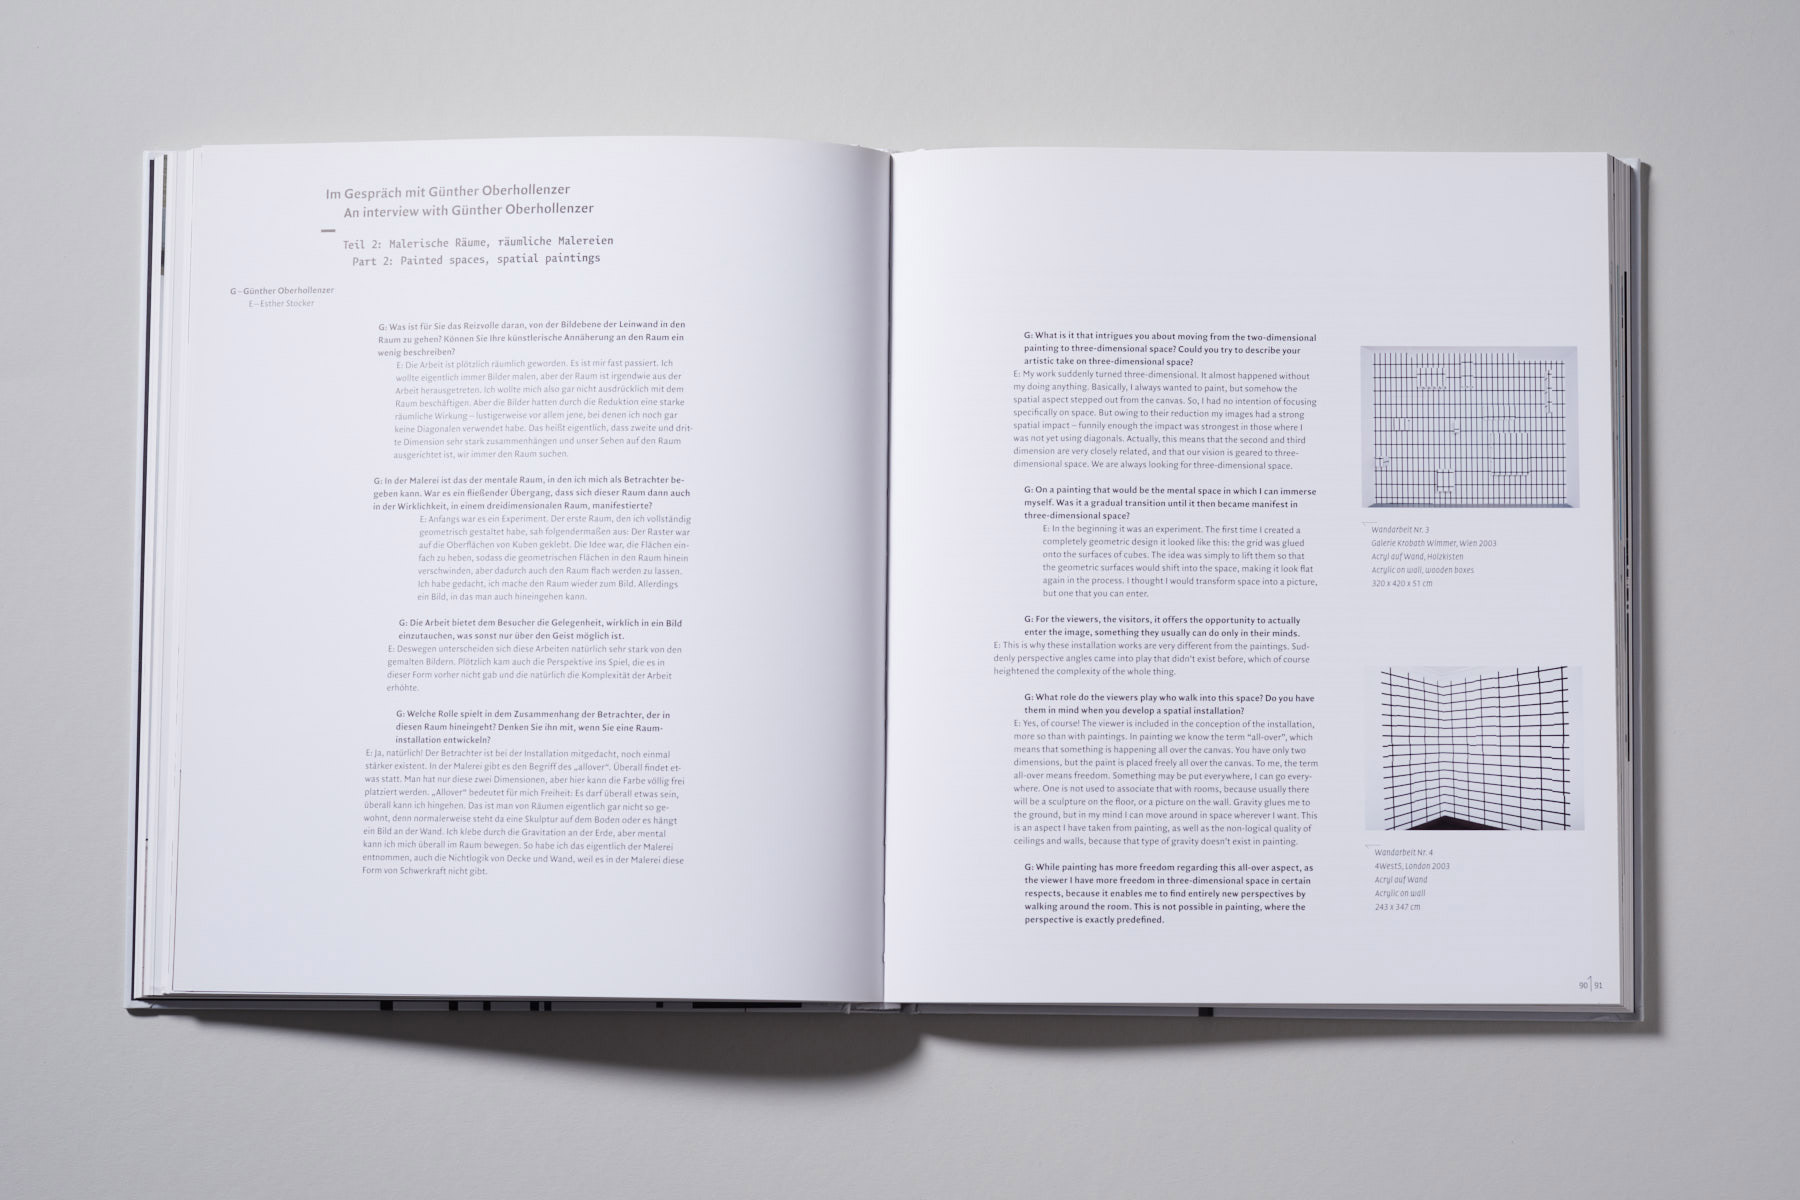 Im Gespräch mit Günther Oberhollenzer
An interview with Günther Oberhollenzer
Teil 2: Malerische Räume, räumliche Malereien
Part 2: Painted spaces, spatial paintings
G – Günther Oberhollenzer
E – Esther Stocker
G: Was ist für Sie das Reizvolle daran, von der Bildebene der Leinwand in den
Raum zu gehen? Können Sie Ihre künstlerische Annäherung an den Raum ein
wenig beschreiben?
E: Die Arbeit ist plötzlich räumlich geworden. Es ist mir fast passiert. Ich
wollte eigentlich immer Bilder malen, aber der Raum ist irgendwie aus der
Arbeit herausgetreten. Ich wollte mich also gar nicht ausdrücklich mit dem
Raum beschäftigen. Aber die Bilder hatten durch die Reduktion eine starke
räumliche Wirkung – lustigerweise vor allem jene, bei denen ich noch gar
keine Diagonalen verwendet habe. Das heißt eigentlich, dass zweite und drit-
te Dimension sehr stark zusammenhängen und unser Sehen auf den Raum
ausgerichtet ist, wir immer den Raum suchen.
G: In der Malerei ist das der mentale Raum, in den ich mich als Betrachter be-
geben kann. War es ein fließender Übergang, dass sich dieser Raum dann auch
in der Wirklichkeit, in einem dreidimensionalen Raum, manifestierte?
E: Anfangs war es ein Experiment. Der erste Raum, den ich vollständig
geometrisch gestaltet habe, sah folgendermaßen aus: Der Raster war
auf die Oberflächen von Kuben geklebt. Die Idee war, die Flächen ein-
fach zu heben, sodass die geometrischen Flächen in den Raum hinein
verschwinden, aber dadurch auch den Raum flach werden zu lassen.
Ich habe gedacht, ich mache den Raum wieder zum Bild. Allerdings
ein Bild, in das man auch hineingehen kann.
G: Die Arbeit bietet dem Besucher die Gelegenheit, wirklich in ein Bild
einzutauchen, was sonst nur über den Geist möglich ist.
E: Deswegen unterscheiden sich diese Arbeiten natürlich sehr stark von den
gemalten Bildern. Plötzlich kam auch die Perspektive ins Spiel, die es in
dieser Form vorher nicht gab und die natürlich die Komplexität der Arbeit
erhöhte.
G: Welche Rolle spielt in dem Zusammenhang der Betrachter, der in
diesen Raum hineingeht? Denken Sie ihn mit, wenn Sie eine Raum-
installation entwickeln?
E: Ja, natürlich! Der Betrachter ist bei der Installation mitgedacht, noch einmal
stärker existent. In der Malerei gibt es den Begriff des „allover“. Überall findet et-
was statt. Man hat nur diese zwei Dimensionen, aber hier kann die Farbe völlig frei
platziert werden. „Allover“ bedeutet für mich Freiheit: Es darf überall etwas sein,
überall kann ich hingehen. Das ist man von Räumen eigentlich gar nicht so ge-
wohnt, denn normalerweise steht da eine Skulptur auf dem Boden oder es hängt
ein Bild an der Wand. Ich klebe durch die Gravitation an der Erde, aber mental
kann ich mich überall im Raum bewegen. So habe ich das eigentlich der Malerei
entnommen, auch die Nichtlogik von Decke und Wand, weil es in der Malerei diese
Form von Schwerkraft nicht gibt.
G: What is it that intrigues you about moving from the two-dimensional
painting to three-dimensional space? Could you try to describe your
artistic take on three-dimensional space?
E: My work suddenly turned three-dimensional. It almost happened without
my doing anything. Basically, I always wanted to paint, but somehow the
spatial aspect stepped out from the canvas. So, I had no intention of focusing
specifically on space. But owing to their reduction my images had a strong
spatial impact – funnily enough the impact was strongest in those where I
was not yet using diagonals. Actually, this means that the second and third
dimension are very closely related, and that our vision is geared to three-
dimensional space. We are always looking for three-dimensional space.
G: On a painting that would be the mental space in which I can immerse
myself. Was it a gradual transition until it then became manifest in
three-dimensional space?
E: In the beginning it was an experiment. The first time I created a
completely geometric design it looked like this: the grid was glued
onto the surfaces of cubes. The idea was simply to lift them so that
the geometric surfaces would shift into the space, making it look flat
again in the process. I thought I would transform space into a picture,
but one that you can enter.
G: For the viewers, the visitors, it offers the opportunity to actually
enter the image, something they usually can do only in their minds.
E: This is why these installation works are very different from the paintings. Sud-
denly perspective angles came into play that didn't exist before, which of course
heightened the complexity of the whole thing.
G: What role do the viewers play who walk into this space? Do you have
them in mind when you develop a spatial installation?
E: Yes, of course! The viewer is included in the conception of the installation,
more so than with paintings. In painting we know the term “all-over”, which
means that something is happening all over the canvas. You have only two
dimensions, but the paint is placed freely all over the canvas. To me, the term
all-over means freedom. Something may be put everywhere, I can go every-
where. One is not used to associate that with rooms, because usually there
will be a sculpture on the floor, or a picture on the wall. Gravity glues me to
the ground, but in my mind I can move around in space wherever I want. This
is an aspect I have taken from painting, as well as the non-logical quality of
ceilings and walls, because that type of gravity doesn't exist in painting.
G: While painting has more freedom regarding this all-over aspect, as
the viewer I have more freedom in three-dimensional space in certain
respects, because it enables me to find entirely new perspectives by
walking around the room. This is not possible in painting, where the
perspective is exactly predefined.
Wandarbeit Nr. 3
Galerie Krobath Wimmer, Wien 2003
Acryl auf Wand, Holzkisten
Acrylic on wall, wooden boxes
320 x 420 x 51 cm
Wandarbeit Nr. 4
4West5, London 2003
Acryl auf Wand
Acrylic on wall
243 x 347 cm
90 | 91